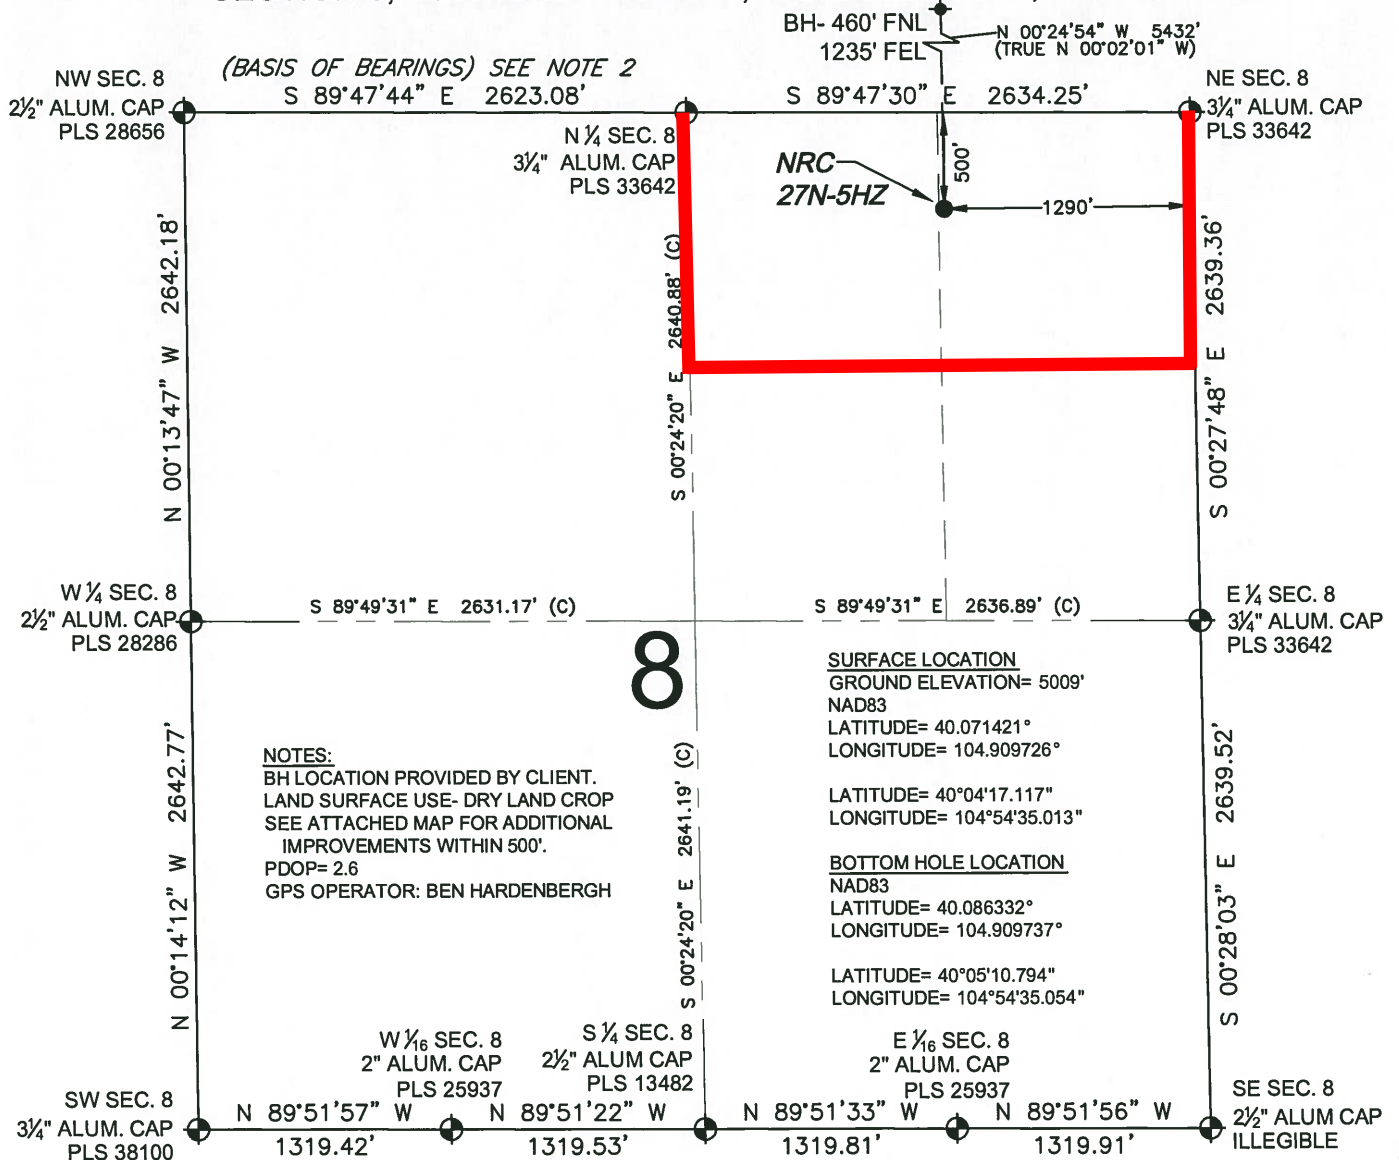 BH- 460' FNL
1235' FEL
N 00°24'54" W 5432'
(TRUE N 00°02'01" W)
(BASIS OF BEARINGS) SEE NOTE 2
S 89°47'44" E 2623.08'
S 89°47'30" E 2634.25'
NW SEC. 8
2½" ALUM. CAP
PLS 28656
N ¼ SEC. 8
3¼" ALUM. CAP
PLS 33642
NE SEC. 8
3¼" ALUM. CAP
PLS 33642
NRC
27N-5HZ
500'
1290'
N 00°13'47" W 2642.18'
S 00°24'20" E 2640.88' (C)
S 00°27'48" E 2639.36'
W ¼ SEC. 8
2½" ALUM. CAP
PLS 28286
S 89°49'31" E 2631.17' (C)
S 89°49'31" E 2636.89' (C)
E ¼ SEC. 8
3¼" ALUM. CAP
PLS 33642
8
SURFACE LOCATION
GROUND ELEVATION= 5009'
NAD83
LATITUDE= 40.071421°
LONGITUDE= 104.909726°
LATITUDE= 40°04'17.117"
LONGITUDE= 104°54'35.013"
BOTTOM HOLE LOCATION
NAD83
LATITUDE= 40.086332°
LONGITUDE= 104.909737°
LATITUDE= 40°05'10.794"
LONGITUDE= 104°54'35.054"
NOTES:
BH LOCATION PROVIDED BY CLIENT.
LAND SURFACE USE- DRY LAND CROP
SEE ATTACHED MAP FOR ADDITIONAL
IMPROVEMENTS WITHIN 500'.
PDOP= 2.6
GPS OPERATOR: BEN HARDENBERGH
N 00°14'12" W 2642.77'
S 00°24'20" E 2641.19' (C)
S 00°28'03" E 2639.52'
SW SEC. 8
3¼" ALUM. CAP
PLS 38100
W 1⁄16 SEC. 8
2" ALUM. CAP
PLS 25937
S ¼ SEC. 8
2½" ALUM CAP
PLS 13482
E 1⁄16 SEC. 8
2" ALUM. CAP
PLS 25937
SE SEC. 8
2½" ALUM CAP
ILLEGIBLE
N 89°51'57" W
1319.42'
N 89°51'22" W
1319.53'
N 89°51'33" W
1319.81'
N 89°51'56" W
1319.91'